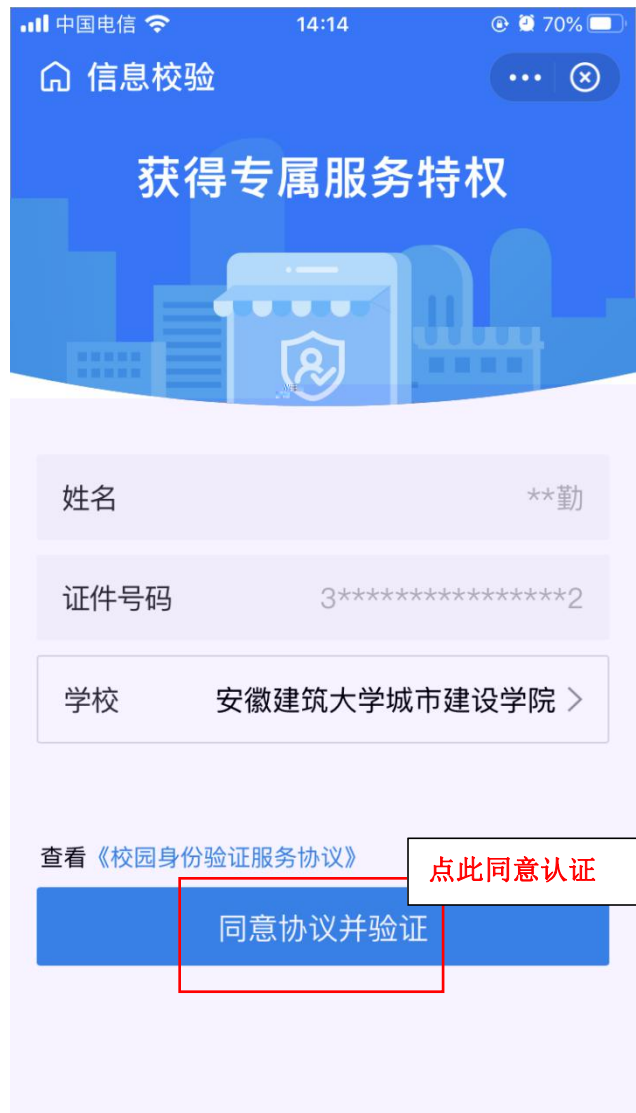 中国电信 14:14 70%
信息校验
获得专属服务特权
姓名 **勤
证件号码 3****************2
学校 安徽建筑大学城市建设学院
查看《校园身份验证服务协议》
点此同意认证
同意协议并验证